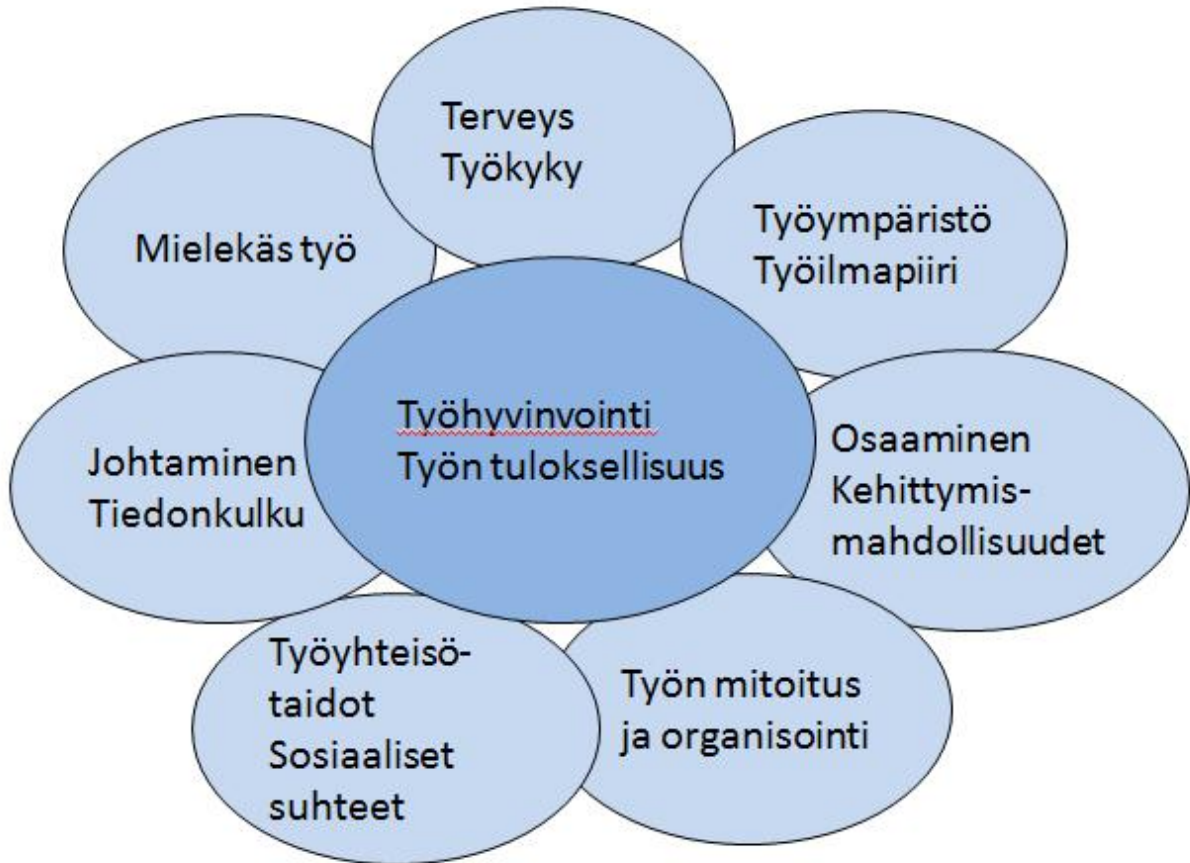 Terveys
Työkyky
Mielekäs työ
Työympäristö
Työilmapiiri
Työhyvinvointi
Työn tuloksellisuus
Johtaminen
Tiedonkulku
Osaaminen
Kehittymis-
mahdollisuudet
Työyhteisö-
taidot
Sosiaaliset
suhteet
Työn mitoitus
ja organisointi